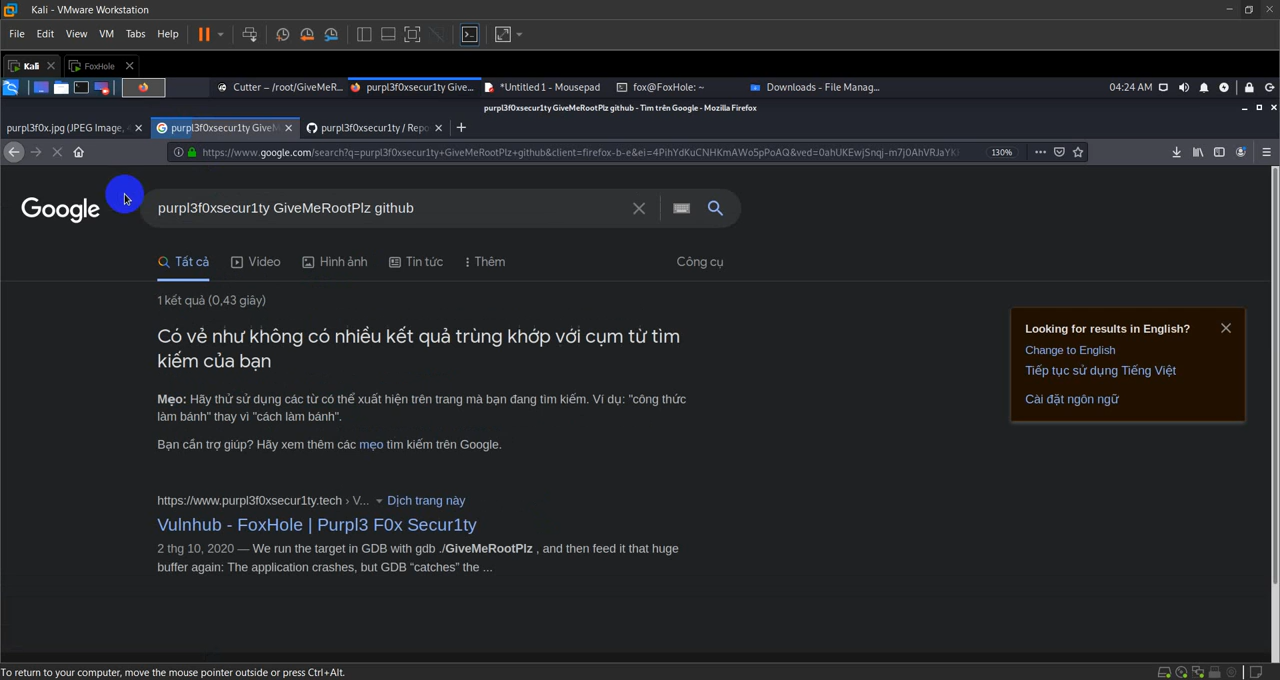 Kali - VMware Workstation
File Edit View VM Tabs Help
Kali FoxHole
Cutter – /root/GiveMeR... purpl3f0xsecur1ty Give... *Untitled 1 - Mousepad fox@FoxHole: ~ Downloads - File Manag... 04:24 AM
purpl3f0xsecur1ty GiveMeRootPlz github - Tìm trên Google - Mozilla Firefox
purpl3f0x.jpg (JPEG Image, purpl3f0xsecur1ty GiveM purpl3f0xsecur1ty / Repo
https://www.google.com/search?q=purpl3f0xsecur1ty+GiveMeRootPlz+github&client=firefox-b-e&ei= 130%
Google purpl3f0xsecur1ty GiveMeRootPlz github
Tất cả Video Hình ảnh Tin tức Thêm Công cụ
1 kết quả (0,43 giây)
Có vẻ như không có nhiều kết quả trùng khớp với cụm từ tìm
kiếm của bạn
Mẹo: Hãy thử sử dụng các từ có thể xuất hiện trên trang mà bạn đang tìm kiếm. Ví dụ: "công thức
làm bánh" thay vì "cách làm bánh".
Bạn cần trợ giúp? Hãy xem thêm các mẹo tìm kiếm trên Google.
https://www.purpl3f0xsecur1ty.tech › V... Dịch trang này
Vulnhub - FoxHole | Purpl3 F0x Secur1ty
2 thg 10, 2020 — We run the target in GDB with gdb ./GiveMeRootPlz , and then feed it that huge
buffer again: The application crashes, but GDB “catches” the ...
Looking for results in English?
Change to English
Tiếp tục sử dụng Tiếng Việt
Cài đặt ngôn ngữ
To return to your computer, move the mouse pointer outside or press Ctrl+Alt.